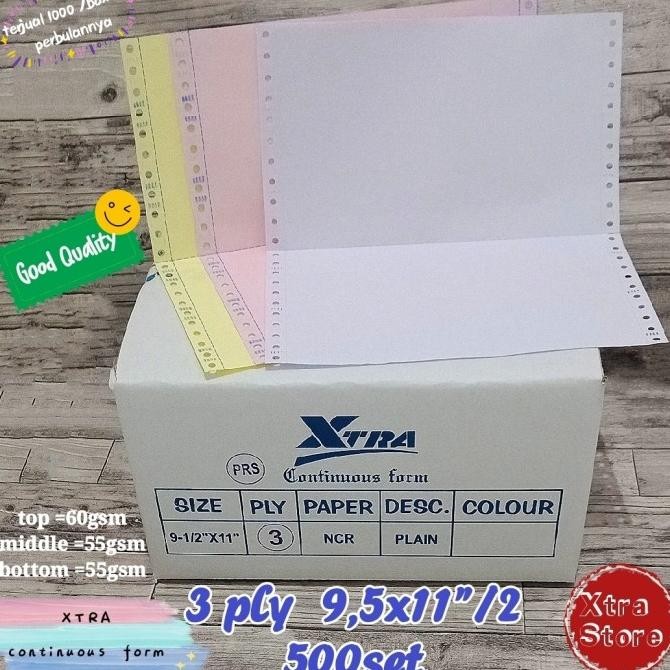 terjual 1000 /box
perbulannya
Good Quality
XTRA
PRS
Continuous form
SIZE PLY PAPER DESC. COLOUR
9-1/2"X11" 3 NCR PLAIN
top =60gsm
middle =55gsm
bottom =55gsm
XTRA
continuous form
3 ply 9,5x11"/2
500set
Xtra
Store